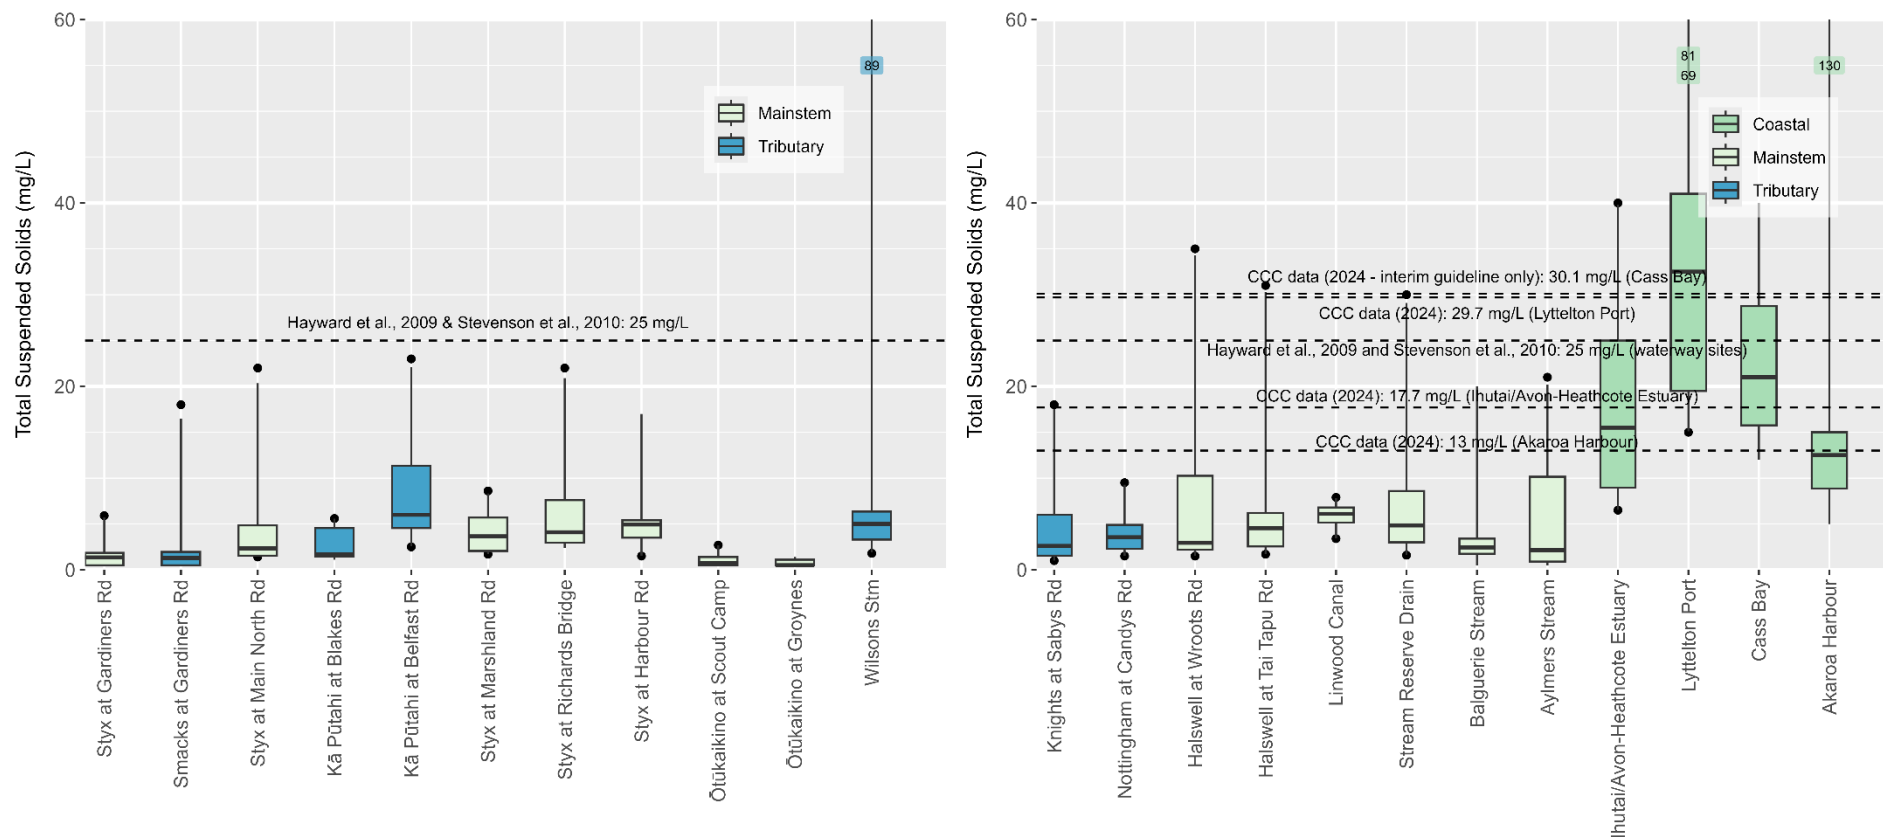 Total Suspended Solids (mg/L)
60
40
20
0
89
Mainstem
Tributary
Hayward et al., 2009 & Stevenson et al., 2010: 25 mg/L
Styx at Gardiners Rd
Smacks at Gardiners Rd
Styx at Main North Rd
Kā Pūtahi at Blakes Rd
Kā Pūtahi at Belfast Rd
Styx at Marshland Rd
Styx at Richards Bridge
Styx at Harbour Rd
Ōtūkaikino at Scout Camp
Ōtūkaikino at Groynes
Wilsons Stm
Total Suspended Solids (mg/L)
60
40
20
0
81
69
130
Coastal
Mainstem
Tributary
CCC data (2024 - interim guideline only): 30.1 mg/L (Cass Bay)
CCC data (2024): 29.7 mg/L (Lyttelton Port)
Hayward et al., 2009 and Stevenson et al., 2010: 25 mg/L (waterway sites)
CCC data (2024): 17.7 mg/L (Ihutai/Avon-Heathcote Estuary)
CCC data (2024): 13 mg/L (Akaroa Harbour)
Knights at Sabys Rd
Nottingham at Candys Rd
Halswell at Wroots Rd
Halswell at Tai Tapu Rd
Linwood Canal
Stream Reserve Drain
Balguerie Stream
Aylmers Stream
Ihutai/Avon-Heathcote Estuary
Lyttelton Port
Cass Bay
Akaroa Harbour